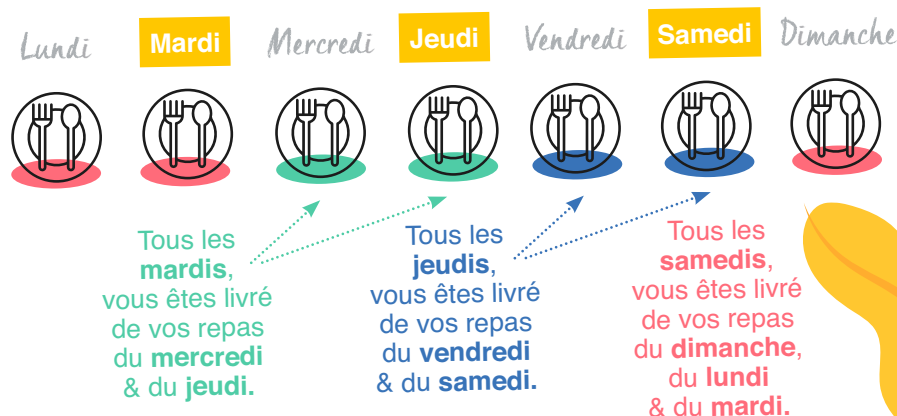 Lundi
Mardi
Mercredi
Jeudi
Vendredi
Samedi
Dimanche
Tous les
mardis,
vous êtes livré
de vos repas
du mercredi
& du jeudi.
Tous les
jeudis,
vous êtes livré
de vos repas
du vendredi
& du samedi.
Tous les
samedis,
vous êtes livré
de vos repas
du dimanche,
du lundi
& du mardi.